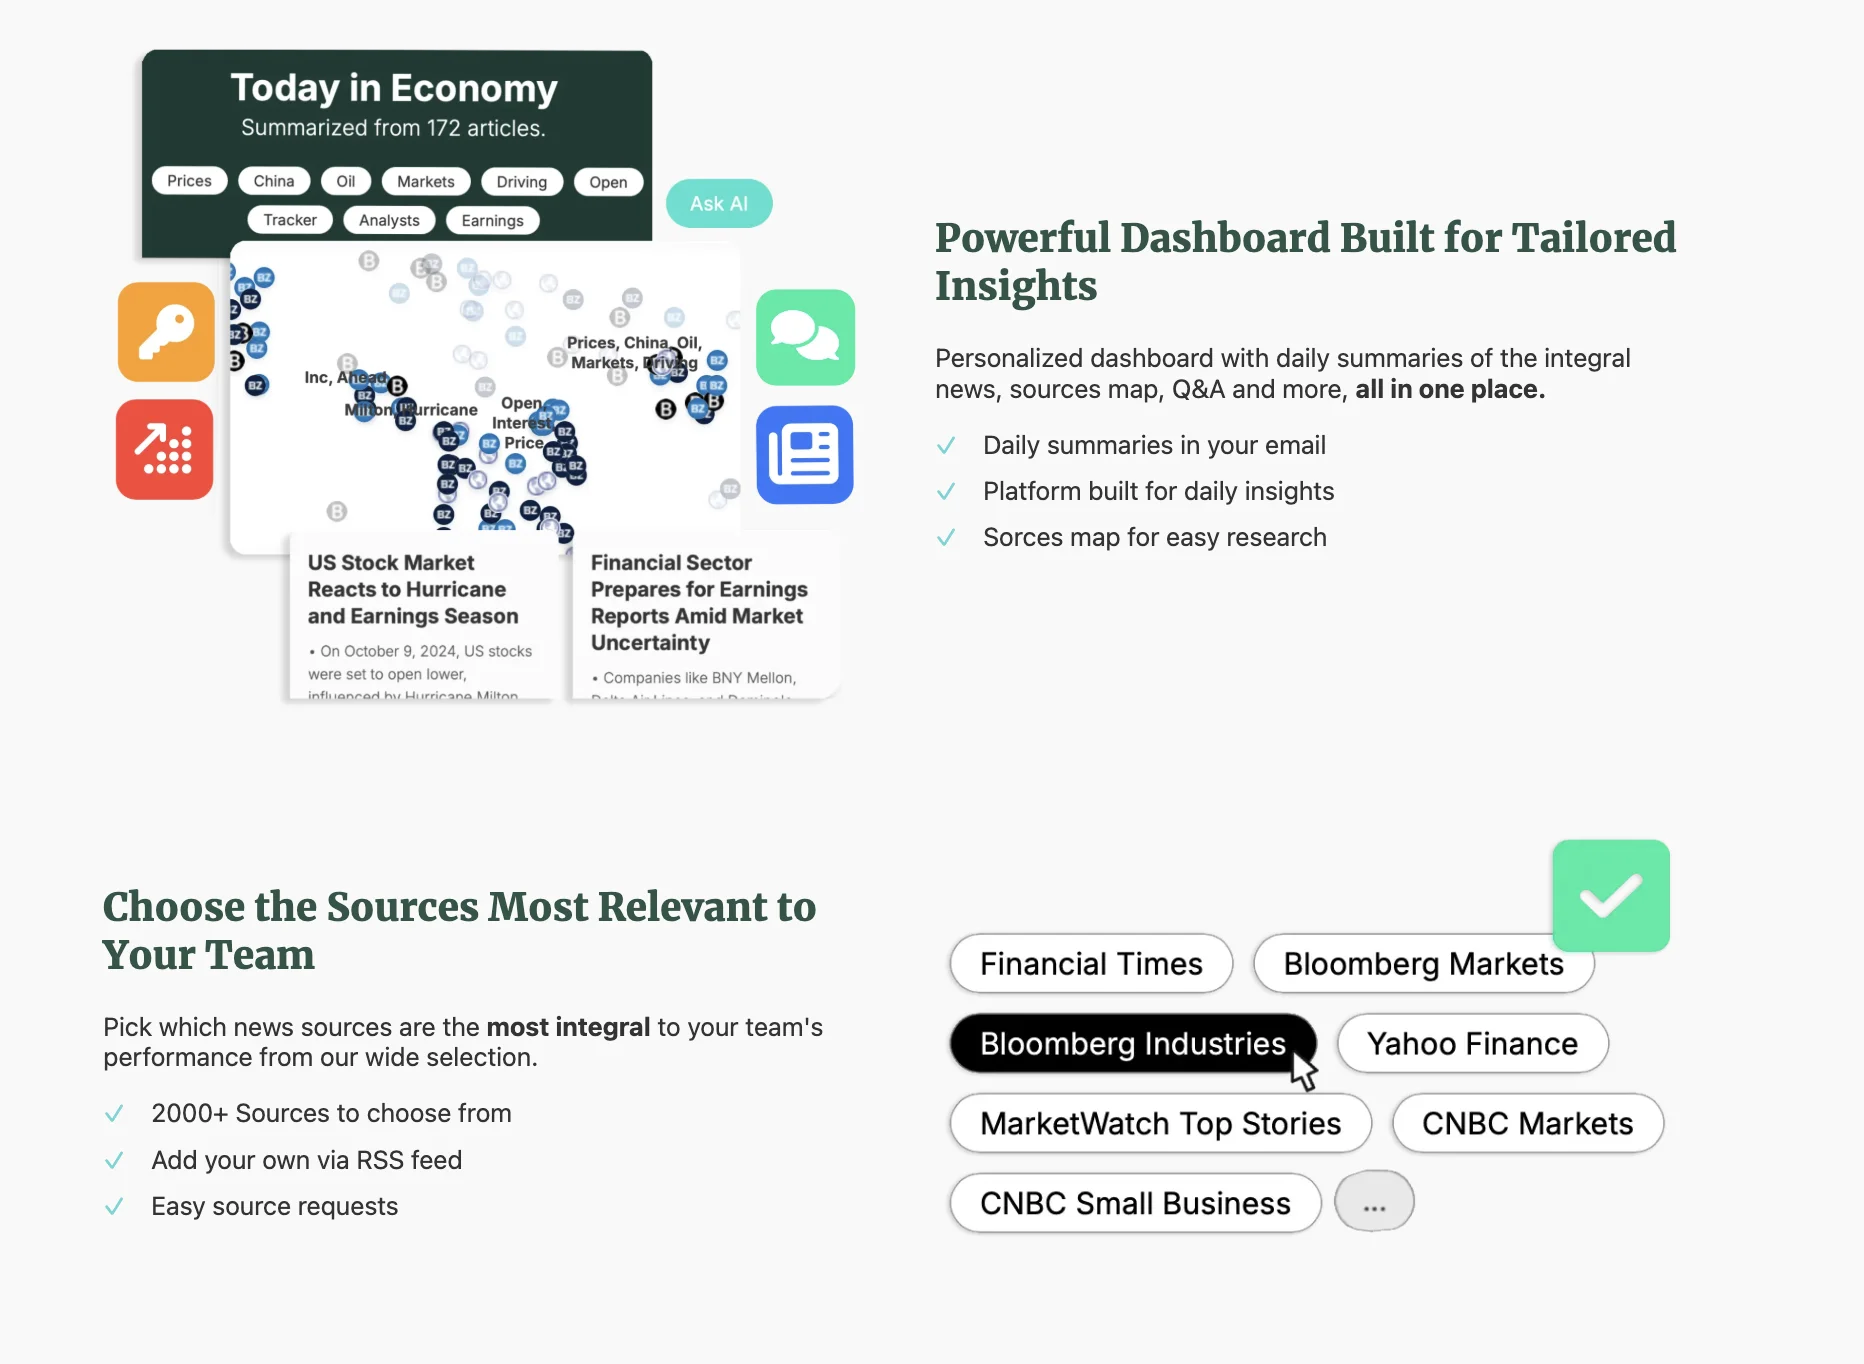 Today in Economy
Summarized from 172 articles.
Prices China Oil Markets Driving Open
Tracker Analysts Earnings
Ask AI
Prices, China, Oil,
Markets, Driving
Inc, Ahead
Milton, Hurricane
Open,
Interest
Price
US Stock Market
Reacts to Hurricane
and Earnings Season
• On October 9, 2024, US stocks
were set to open lower,
influenced by Hurricane Milton
Financial Sector
Prepares for Earnings
Reports Amid Market
Uncertainty
• Companies like BNY Mellon,
Delta Air Lines, and Domino's
Powerful Dashboard Built for Tailored
Insights
Personalized dashboard with daily summaries of the integral
news, sources map, Q&A and more, all in one place.
Daily summaries in your email
Platform built for daily insights
Sorces map for easy research
Choose the Sources Most Relevant to
Your Team
Pick which news sources are the most integral to your team's
performance from our wide selection.
2000+ Sources to choose from
Add your own via RSS feed
Easy source requests
Financial Times Bloomberg Markets
Bloomberg Industries Yahoo Finance
MarketWatch Top Stories CNBC Markets
CNBC Small Business ...